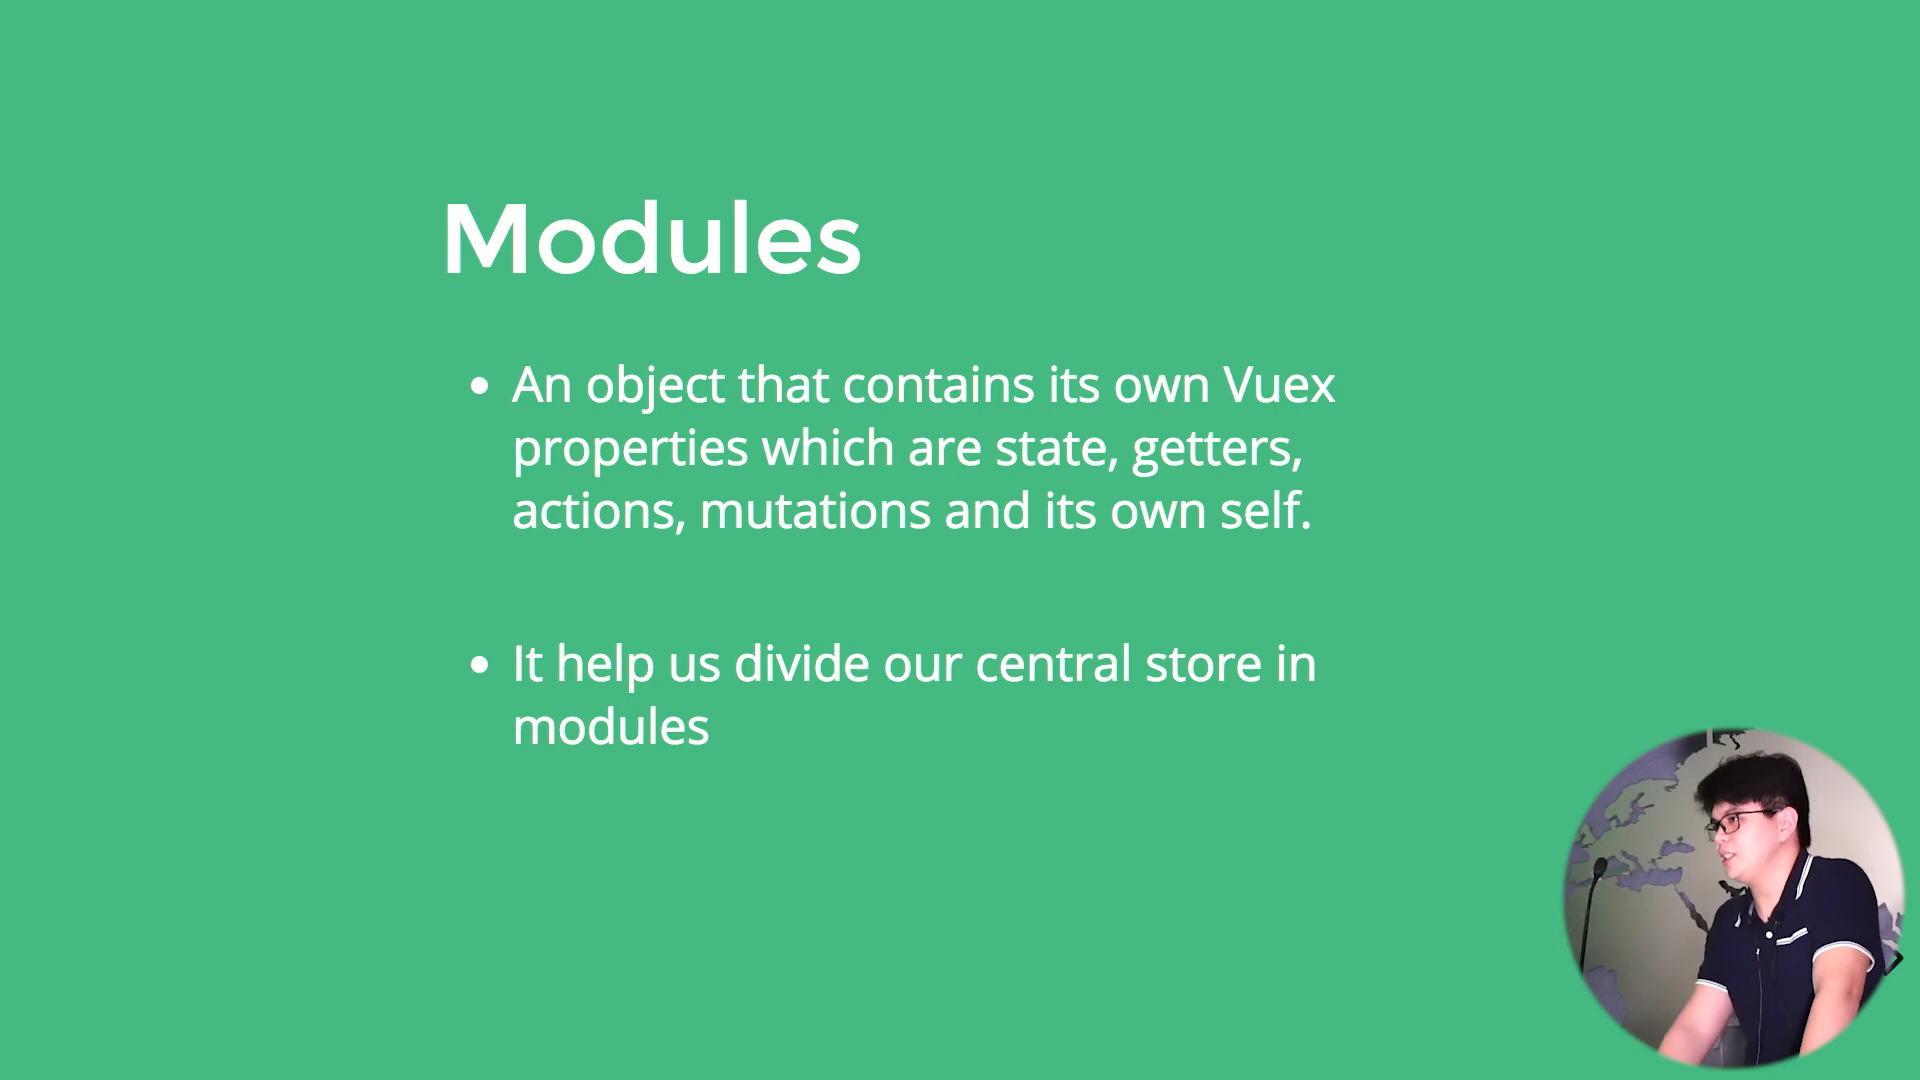 Modules
An object that contains its own Vuex
properties which are state, getters,
actions, mutations and its own self.
It help us divide our central store in
modules